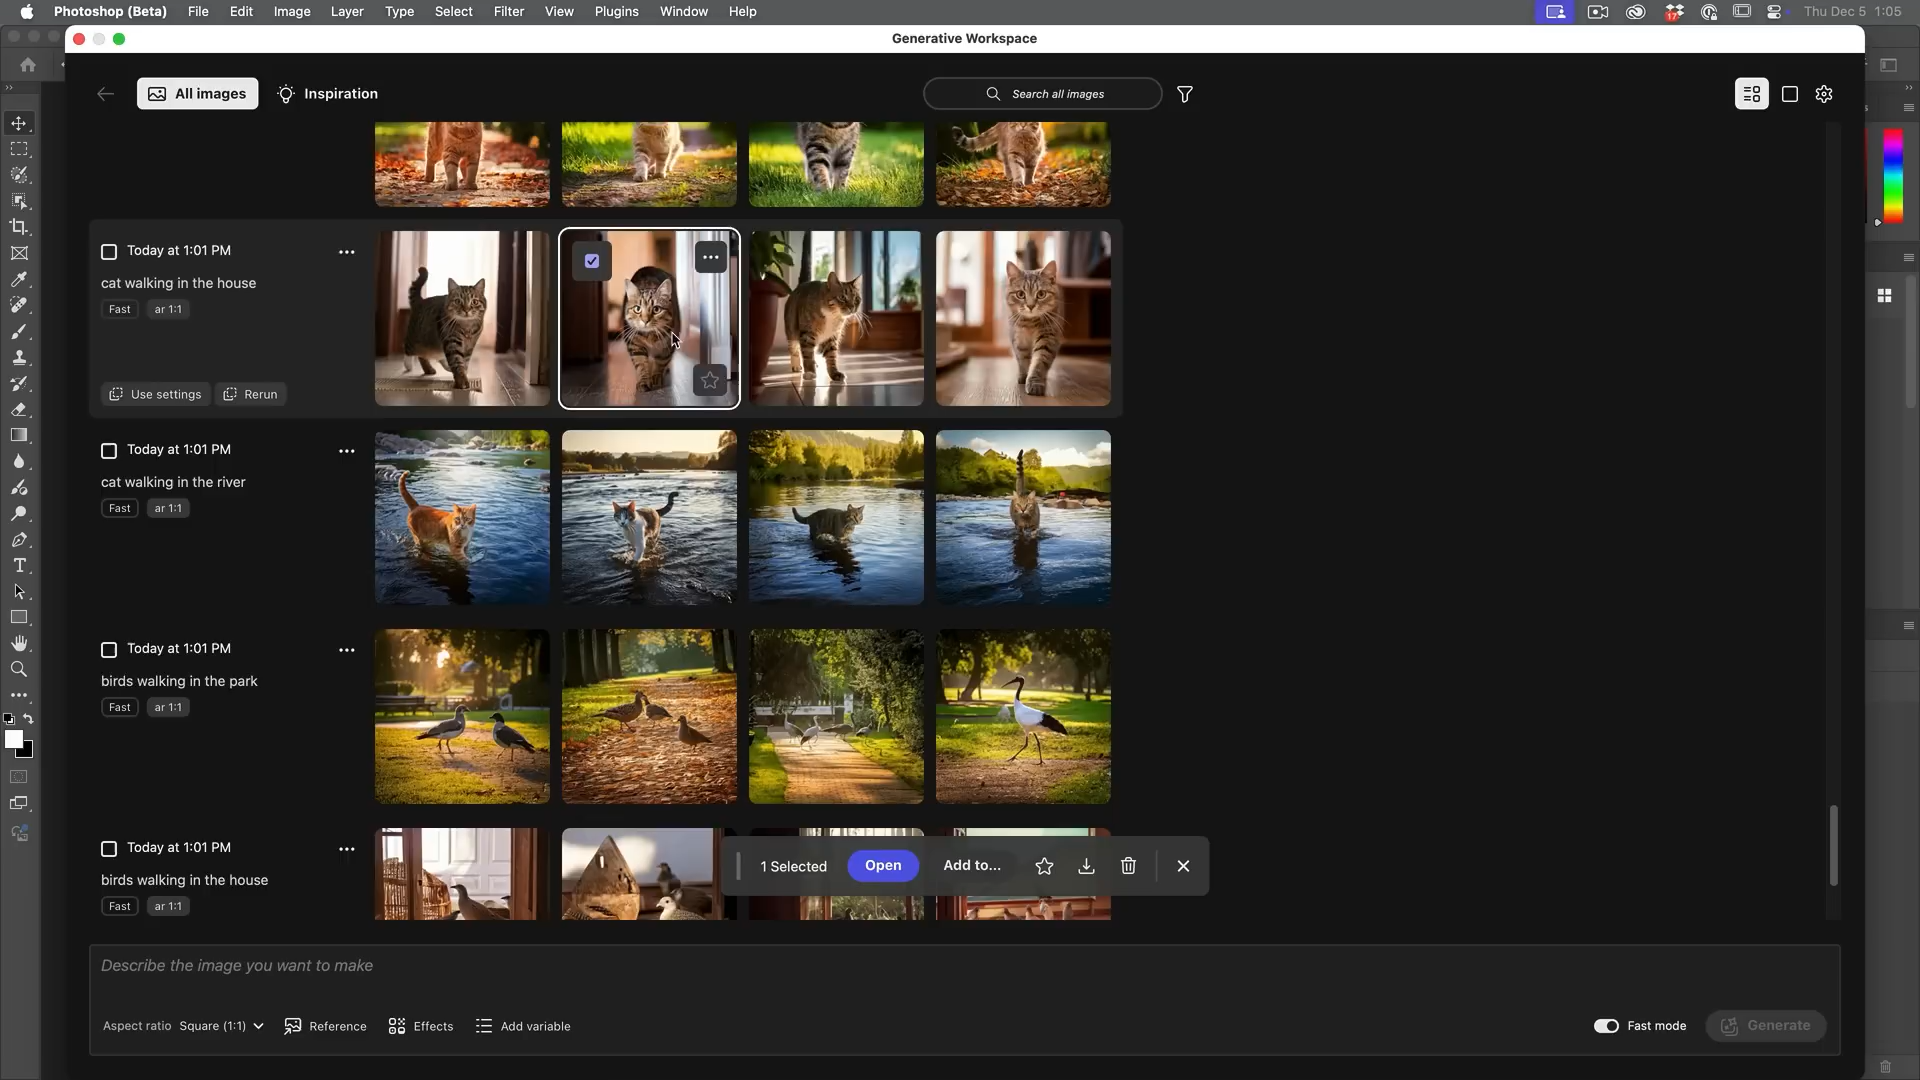 Photoshop (Beta) File Edit Image Layer Type Select Filter View Plugins Window Help 17 Thu Dec 5 1:05
Generative Workspace
All images Inspiration Search all images
Today at 1:01 PM
cat walking in the house
Fast ar 1:1
Use settings Rerun
Today at 1:01 PM
cat walking in the river
Fast ar 1:1
Today at 1:01 PM
birds walking in the park
Fast ar 1:1
Today at 1:01 PM
birds walking in the house
Fast ar 1:1
1 Selected Open Add to...
Describe the image you want to make
Aspect ratio Square (1:1) Reference Effects Add variable Fast mode Generate